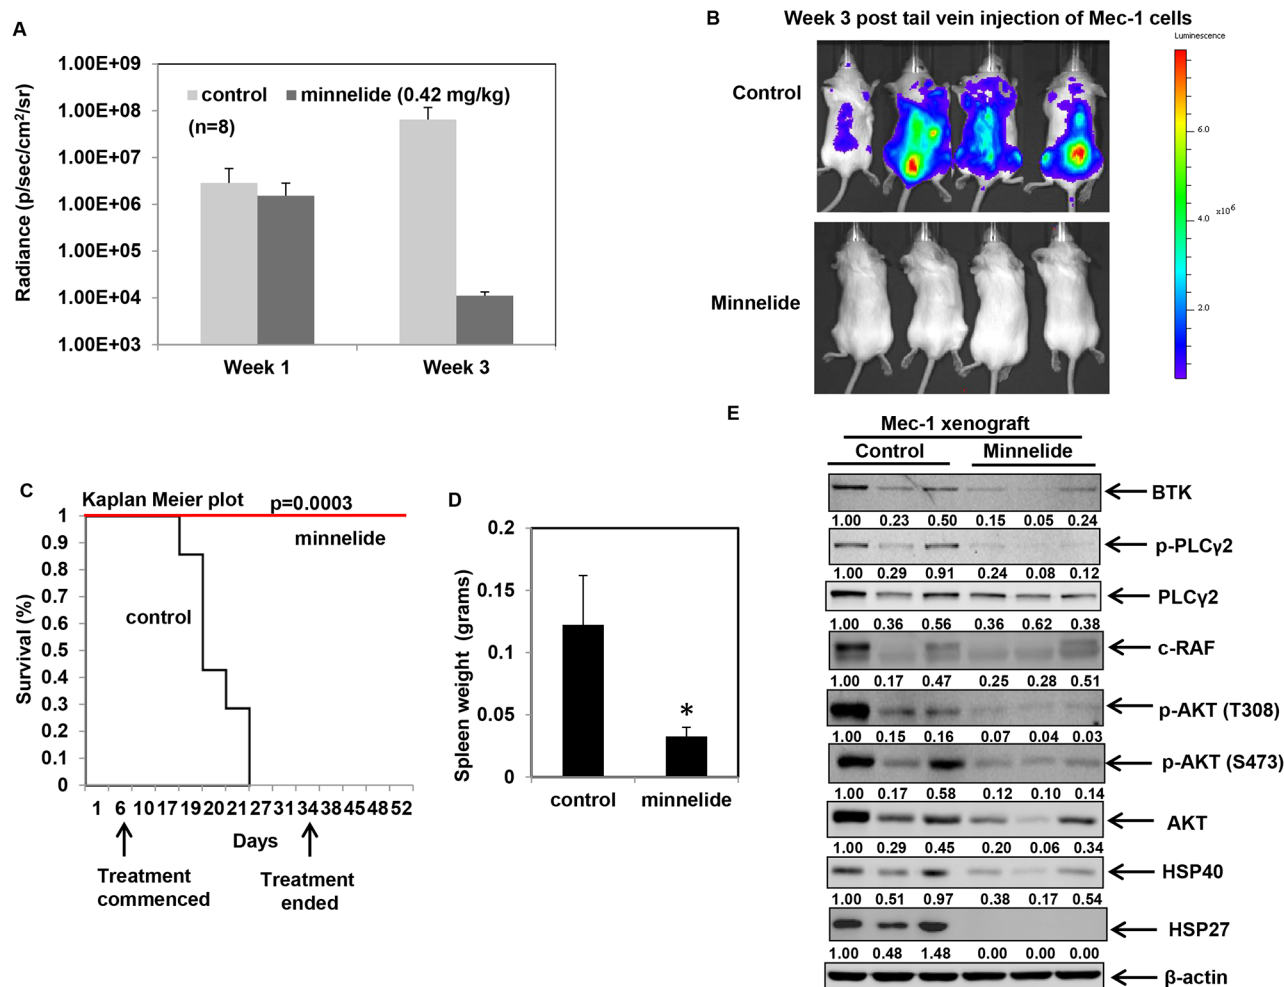 A
1.00E+09
1.00E+08
1.00E+07
1.00E+06
1.00E+05
1.00E+04
1.00E+03
Radiance (p/sec/cm²/sr)
control
minnelide (0.42 mg/kg)
(n=8)
Week 1
Week 3
B
Week 3 post tail vein injection of Mec-1 cells
Control
Minnelide
Luminescence
6.0
4.0
x10⁶
2.0
C
Kaplan Meier plot
p=0.0003
minnelide
control
Survival (%)
1
0.9
0.8
0.7
0.6
0.5
0.4
0.3
0.2
0.1
0
1 6 10 17 19 20 21 27 31 34 38 45 48 52
Days
Treatment
commenced
Treatment
ended
D
Spleen weight (grams)
0.2
0.15
0.1
0.05
0
*
control
minnelide
E
Mec-1 xenograft
Control
Minnelide
BTK
1.00 0.23 0.50 0.15 0.05 0.24
p-PLCγ2
1.00 0.29 0.91 0.24 0.08 0.12
PLCγ2
1.00 0.36 0.56 0.36 0.62 0.38
c-RAF
1.00 0.17 0.47 0.25 0.28 0.51
p-AKT (T308)
1.00 0.15 0.16 0.07 0.04 0.03
p-AKT (S473)
1.00 0.17 0.58 0.12 0.10 0.14
AKT
1.00 0.29 0.45 0.20 0.06 0.34
HSP40
1.00 0.51 0.97 0.38 0.17 0.54
HSP27
1.00 0.48 1.48 0.00 0.00 0.00
β-actin